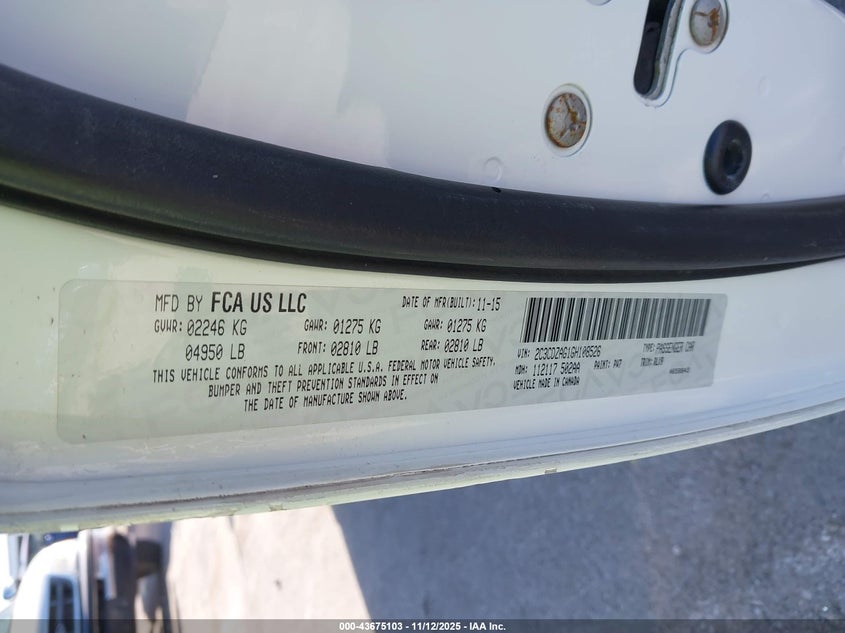 MFD BY FCA US LLC
DATE OF MFR(BUILT): 11-15
GVWR: 02246 KG GAWR: 01275 KG GAWR: 01275 KG
04950 LB FRONT: 02810 LB REAR: 02810 LB
THIS VEHICLE CONFORMS TO ALL APPLICABLE U.S.A. FEDERAL MOTOR VEHICLE SAFETY,
BUMPER AND THEFT PREVENTION STANDARDS IN EFFECT ON
THE DATE OF MANUFACTURE SHOWN ABOVE.
VIN: 2C3CDZAG1GH108526 TYPE: PASSENGER CAR
MDH: 112117 502AA PAINT: PW7 TRIM:
VEHICLE MADE IN CANADA
000-43675103 - 11/12/2025 - IAA Inc.